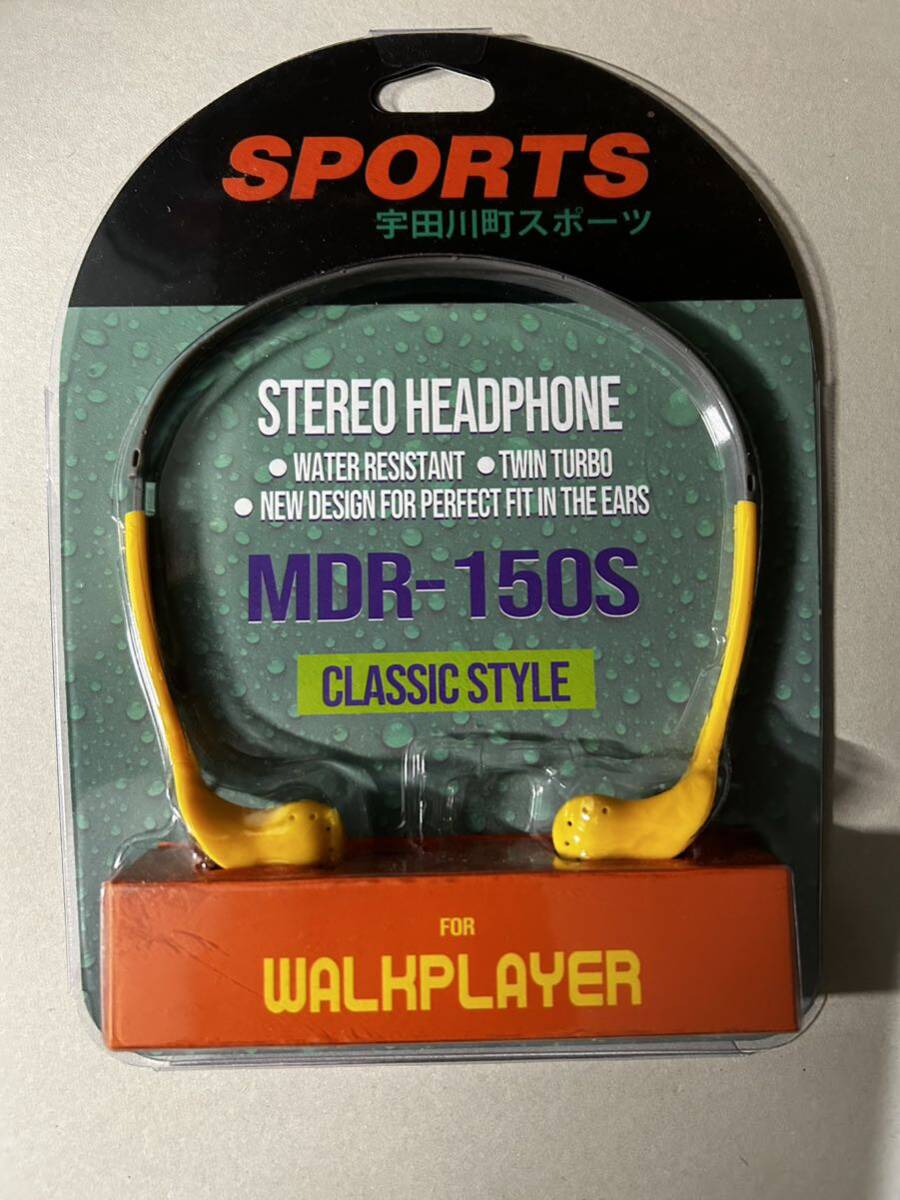 SPORTS
宇田川町スポーツ
STEREO HEADPHONE
● WATER RESISTANT ● TWIN TURBO
● NEW DESIGN FOR PERFECT FIT IN THE EARS
MDR-150S
CLASSIC STYLE
FOR
WALKPLAYER